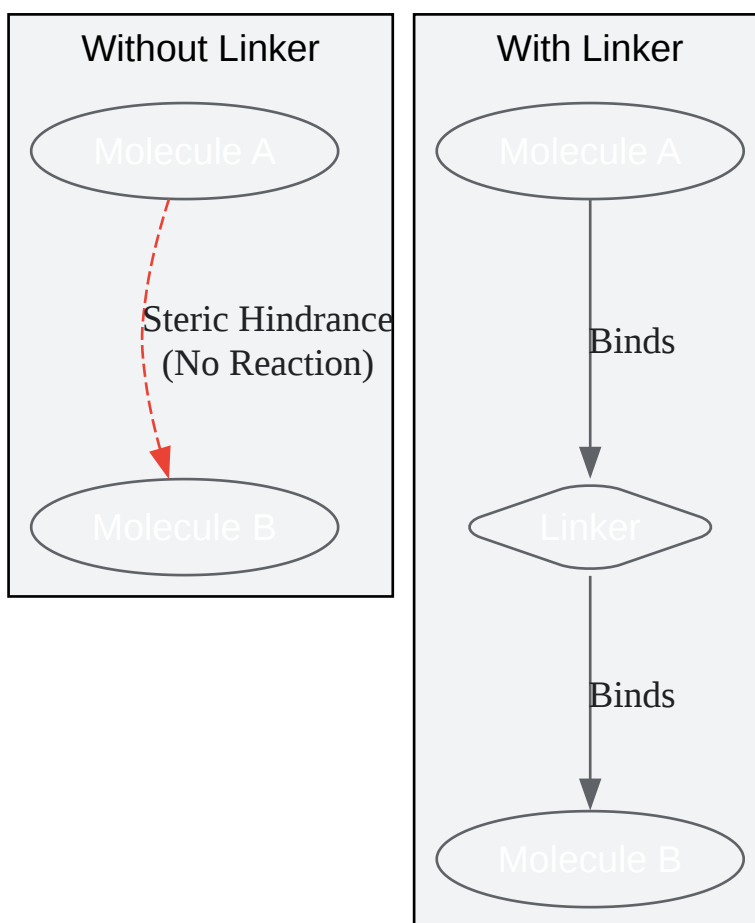 Without Linker
Molecule A
Steric Hindrance
(No Reaction)
Molecule B
With Linker
Molecule A
Binds
Linker
Binds
Molecule B